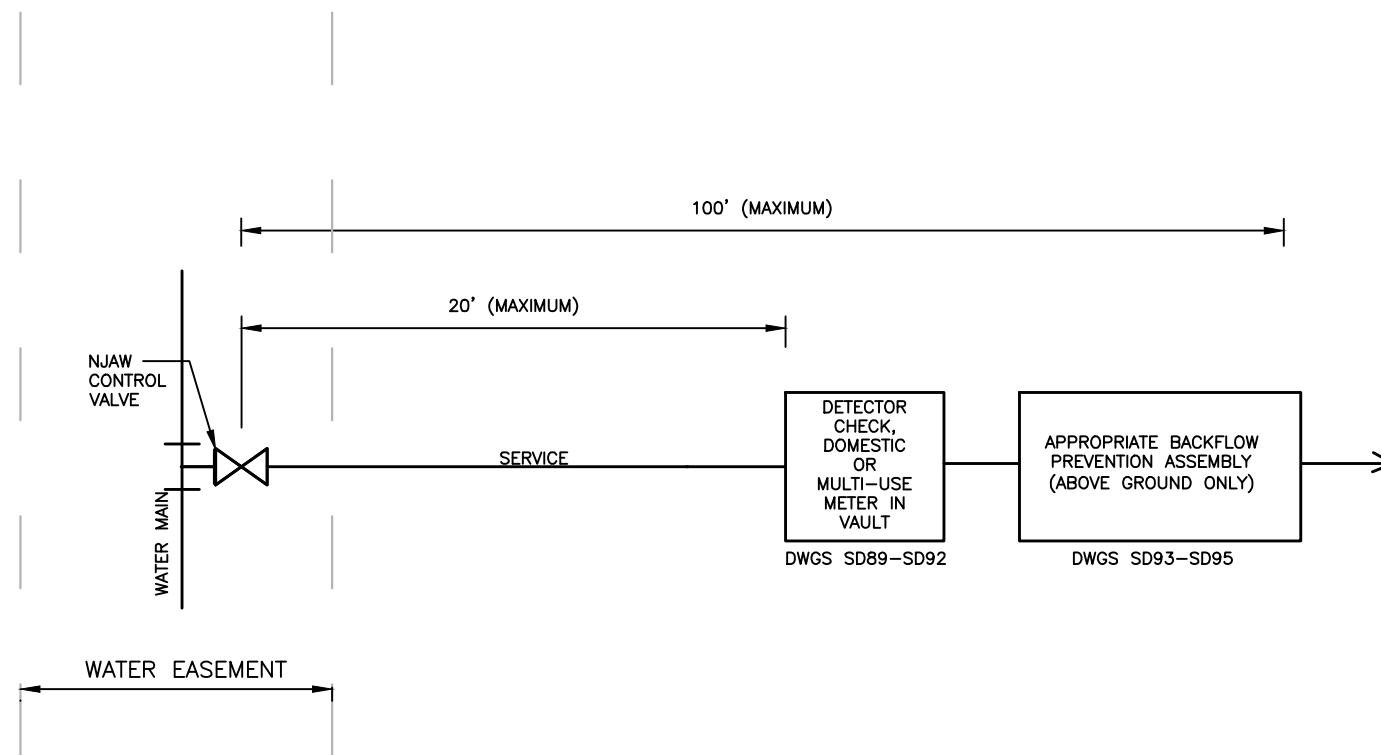 100' (MAXIMUM)
20' (MAXIMUM)
NJAW
CONTROL
VALVE
SERVICE
WATER MAIN
DETECTOR
CHECK,
DOMESTIC
OR
MULTI-USE
METER IN
VAULT
DWGS SD89-SD92
APPROPRIATE BACKFLOW
PREVENTION ASSEMBLY
(ABOVE GROUND ONLY)
DWGS SD93-SD95
WATER EASEMENT